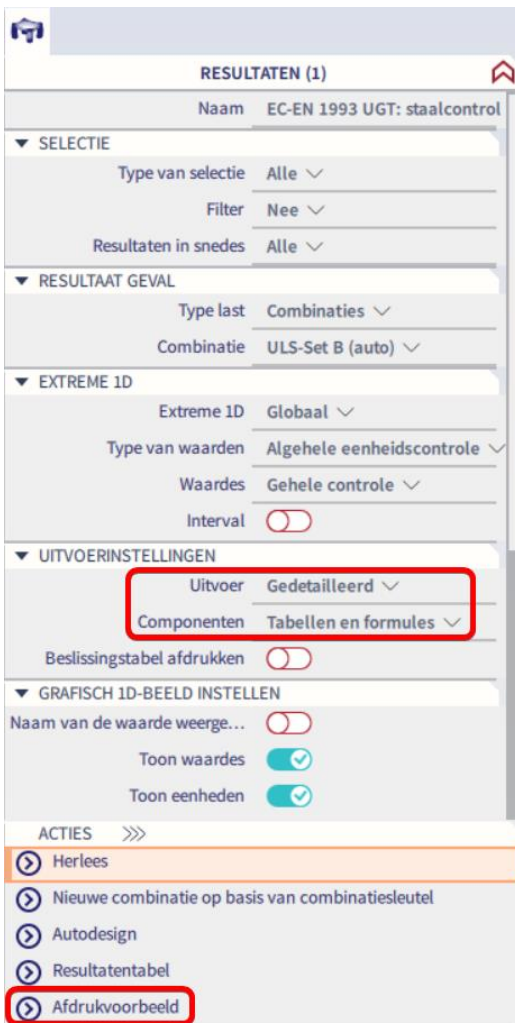 RESULTATEN (1)
Naam EC-EN 1993 UGT: staalcontrol
SELECTIE
Type van selectie Alle
Filter Nee
Resultaten in snedes Alle
RESULTAAT GEVAL
Type last Combinaties
Combinatie ULS-Set B (auto)
EXTREME 1D
Extreme 1D Globaal
Type van waarden Algehele eenheidscontrole
Waardes Gehele controle
Interval
UITVOERINSTELLINGEN
Uitvoer Gedetailleerd
Componenten Tabellen en formules
Beslissingstabel afdrukken
GRAFISCH 1D-BEELD INSTELLEN
Naam van de waarde weerge...
Toon waardes
Toon eenheden
ACTIES >>>
Herlees
Nieuwe combinatie op basis van combinatiesleutel
Autodesign
Resultatentabel
Afdrukvoorbeeld